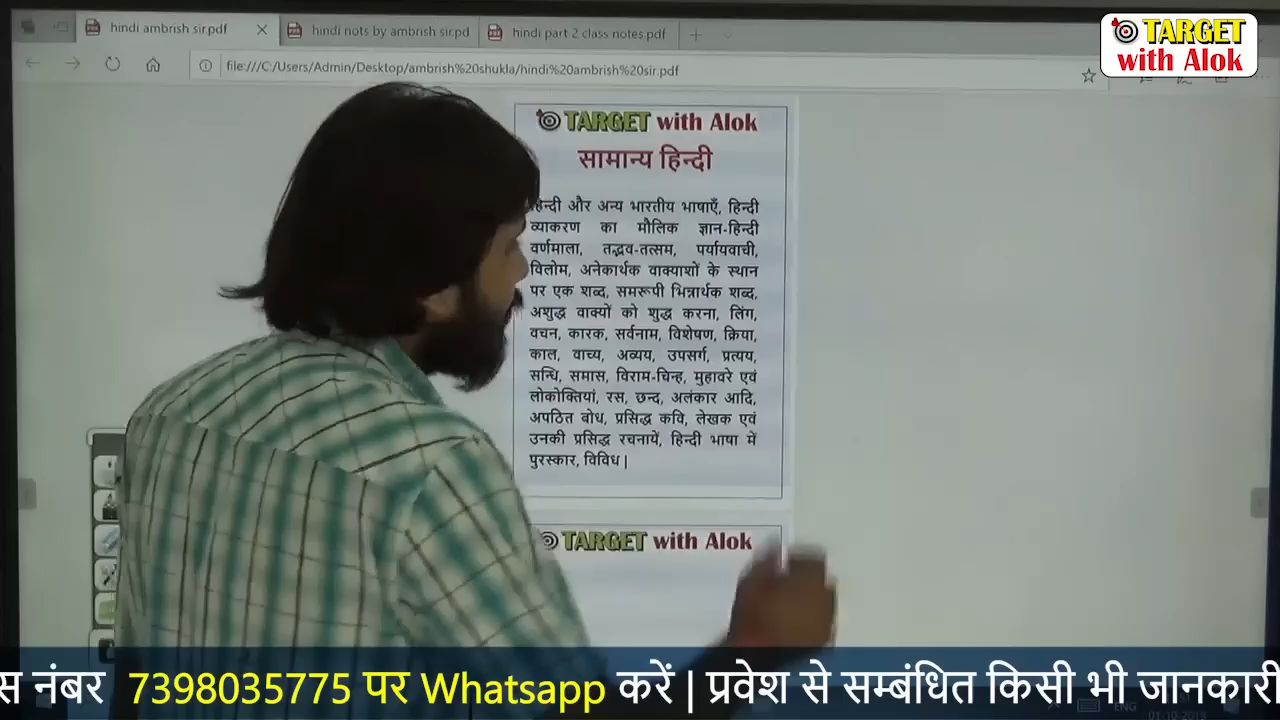 hindi ambrish sir.pdf
hindi nots by ambrish sir.pd
hindi part 2 class notes.pdf
TARGET
with Alok
file:///C:/Users/Admin/Desktop/ambrish%20shukla/hindi%20ambrish%20sir.pdf
TARGET with Alok
सामान्य हिन्दी
हिन्दी और अन्य भारतीय भाषाएँ, हिन्दी
व्याकरण का मौलिक ज्ञान-हिन्दी
वर्णमाला, तद्भव-तत्सम, पर्यायवाची,
विलोम, अनेकार्थक वाक्याशों के स्थान
पर एक शब्द, समरूपी भिन्नार्थक शब्द,
अशुद्ध वाक्यों को शुद्ध करना, लिंग,
वचन, कारक, सर्वनाम, विशेषण, क्रिया,
काल, वाच्य, अव्यय, उपसर्ग, प्रत्यय,
सन्धि, समास, विराम-चिन्ह, मुहावरे एवं
लोकोक्तियां, रस, छन्द, अलंकार आदि,
अपठित बोध, प्रसिद्ध कवि, लेखक एवं
उनकी प्रसिद्ध रचनायें, हिन्दी भाषा में
पुरस्कार, विविध |
TARGET with Alok
स नंबर 7398035775 पर Whatsapp करें | प्रवेश से सम्बंधित किसी भी जानकारी
ENG
01-10-2019